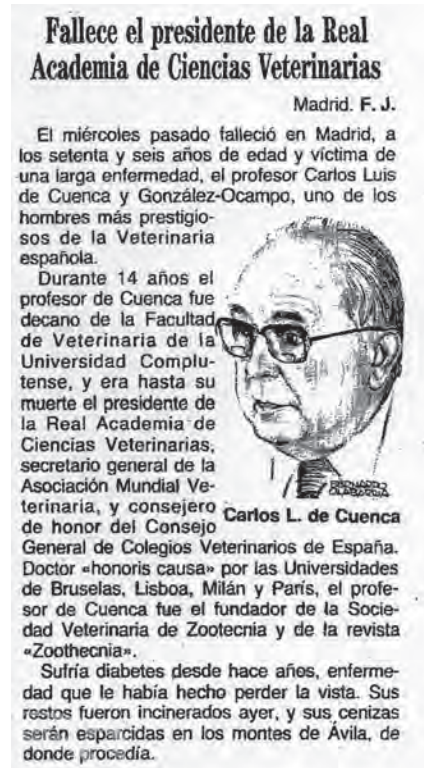 Fallece el presidente de la Real
Academia de Ciencias Veterinarias
Madrid. F. J.
El miércoles pasado falleció en Madrid, a
los setenta y seis años de edad y víctima de
una larga enfermedad, el profesor Carlos Luis
de Cuenca y González-Ocampo, uno de los
hombres más prestigio-
sos de la Veterinaria
española.
Durante 14 años el
profesor de Cuenca fue
decano de la Facultad
de Veterinaria de la
Universidad Complu-
tense, y era hasta su
muerte el presidente de
la Real Academia de
Ciencias Veterinarias,
secretario general de la
Asociación Mundial Ve-
terinaria, y consejero
de honor del Consejo
General de Colegios Veterinarios de España.
Doctor «honoris causa» por las Universidades
de Bruselas, Lisboa, Milán y París, el profe-
sor de Cuenca fue el fundador de la Socie-
dad Veterinaria de Zootecnia y de la revista
«Zoothecnia».
Sufría diabetes desde hace años, enferme-
dad que le había hecho perder la vista. Sus
restos fueron incinerados ayer, y sus cenizas
serán esparcidas en los montes de Ávila, de
donde procedía.
BERNARDO
OLABARRIA
Carlos L. de Cuenca